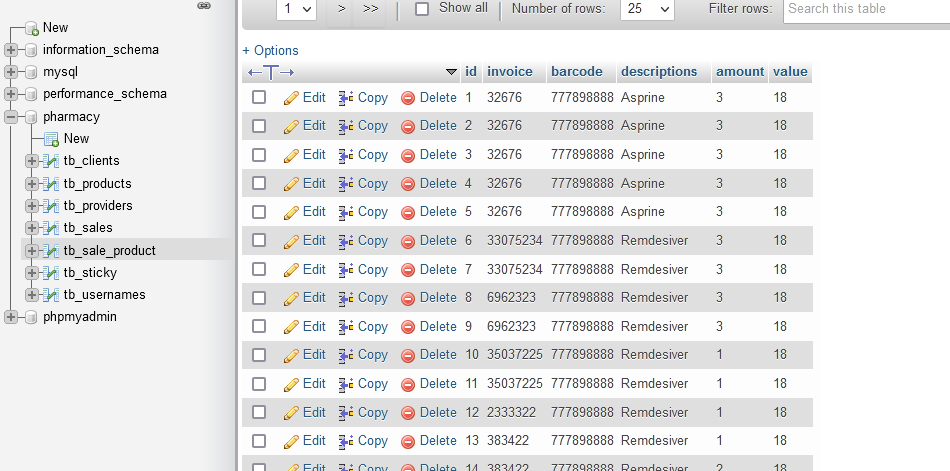 1 > >> Show all Number of rows: 25 Filter rows: Search this table
+ Options
New
information_schema
mysql
performance_schema
pharmacy
New
tb_clients
tb_products
tb_providers
tb_sales
tb_sale_product
tb_sticky
tb_usernames
phpmyadmin
id invoice barcode descriptions amount value
Edit Copy Delete 1 32676 777898888 Asprine 3 18
Edit Copy Delete 2 32676 777898888 Asprine 3 18
Edit Copy Delete 3 32676 777898888 Asprine 3 18
Edit Copy Delete 4 32676 777898888 Asprine 3 18
Edit Copy Delete 5 32676 777898888 Asprine 3 18
Edit Copy Delete 6 33075234 777898888 Remdesiver 3 18
Edit Copy Delete 7 33075234 777898888 Remdesiver 3 18
Edit Copy Delete 8 6962323 777898888 Remdesiver 3 18
Edit Copy Delete 9 6962323 777898888 Remdesiver 3 18
Edit Copy Delete 10 35037225 777898888 Remdesiver 1 18
Edit Copy Delete 11 35037225 777898888 Remdesiver 1 18
Edit Copy Delete 12 2333322 777898888 Remdesiver 1 18
Edit Copy Delete 13 383422 777898888 Remdesiver 1 18
Edit Copy Delete 14 383422 777898888 Remdesiver 2 18